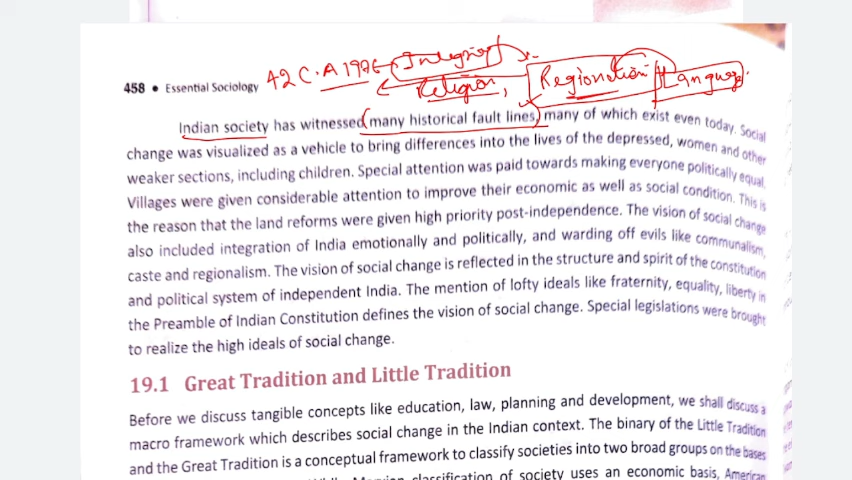 42 C.A 1976 Integrity
458 • Essential Sociology
Religion, Regionalism Language
Indian society has witnessed many historical fault lines, many of which exist even today. Social
change was visualized as a vehicle to bring differences into the lives of the depressed, women and other
weaker sections, including children. Special attention was paid towards making everyone politically equal.
Villages were given considerable attention to improve their economic as well as social condition. This is
the reason that the land reforms were given high priority post-independence. The vision of social change
also included integration of India emotionally and politically, and warding off evils like communalism,
caste and regionalism. The vision of social change is reflected in the structure and spirit of the constitution
and political system of independent India. The mention of lofty ideals like fraternity, equality, liberty in
the Preamble of Indian Constitution defines the vision of social change. Special legislations were brought
to realize the high ideals of social change.
19.1 Great Tradition and Little Tradition
Before we discuss tangible concepts like education, law, planning and development, we shall discuss a
macro framework which describes social change in the Indian context. The binary of the Little Tradition
and the Great Tradition is a conceptual framework to classify societies into two broad groups on the bases
classification of society uses an economic basis, American